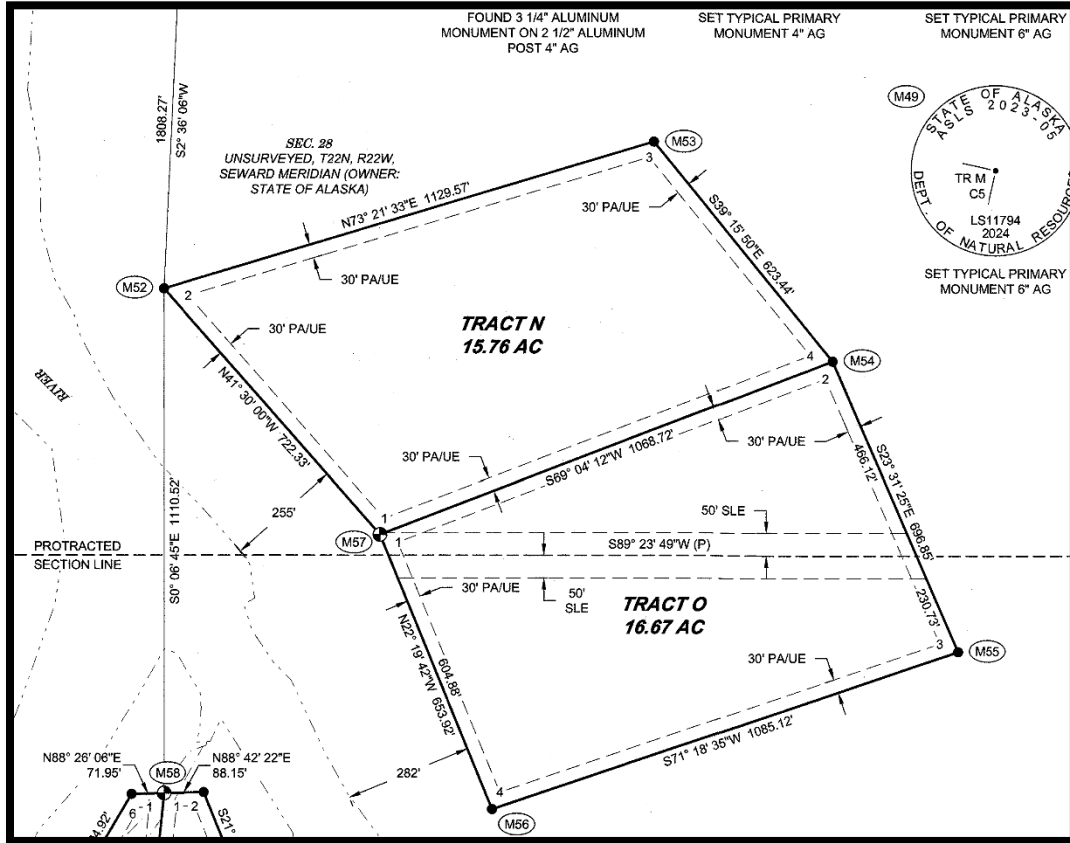 FOUND 3 1/4" ALUMINUM
MONUMENT ON 2 1/2" ALUMINUM
POST 4" AG
SET TYPICAL PRIMARY
MONUMENT 4" AG
SET TYPICAL PRIMARY
MONUMENT 6" AG
M49
STATE OF ALASKA
ASLS 2023-05
TR M
C5
LS11794
2024
DEPT. OF NATURAL RESOURCES
SET TYPICAL PRIMARY
MONUMENT 6" AG
1808.27'
S2° 36' 06"W
SEC. 28
UNSURVEYED, T22N, R22W,
SEWARD MERIDIAN (OWNER:
STATE OF ALASKA)
M53
3
N73° 21' 33"E 1129.57'
30' PA/UE
S39° 15' 50"E 623.44'
30' PA/UE
M52
2
30' PA/UE
TRACT N
15.76 AC
4
M54
2
RIVER
N41° 30' 00"W 722.33'
30' PA/UE
S69° 04' 12"W 1068.72'
30' PA/UE
466.12'
S23° 31' 25"E 696.85'
255'
S0° 06' 45"E 1110.52'
1
M57
1
50' SLE
S89° 23' 49"W (P)
PROTRACTED
SECTION LINE
30' PA/UE
50'
SLE
TRACT O
16.67 AC
230.73'
3
M55
N22° 19' 42"W 653.92'
604.88'
30' PA/UE
S71° 18' 35"W 1085.12'
N88° 26' 06"E
71.95'
M58
N88° 42' 22"E
88.15'
282'
4
M56
6
1
1
2
4.92'
S21°